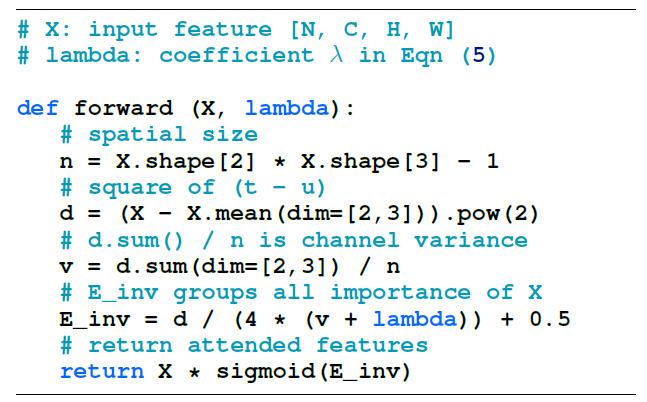 # X: input feature [N, C, H, W]
# lambda: coefficient λ in Eqn (5)
def forward (X, lambda):
# spatial size
n = X.shape[2] * X.shape[3] - 1
# square of (t - u)
d = (X - X.mean(dim=[2,3])).pow(2)
# d.sum() / n is channel variance
v = d.sum(dim=[2,3]) / n
# E_inv groups all importance of X
E_inv = d / (4 * (v + lambda)) + 0.5
# return attended features
return X * sigmoid(E_inv)